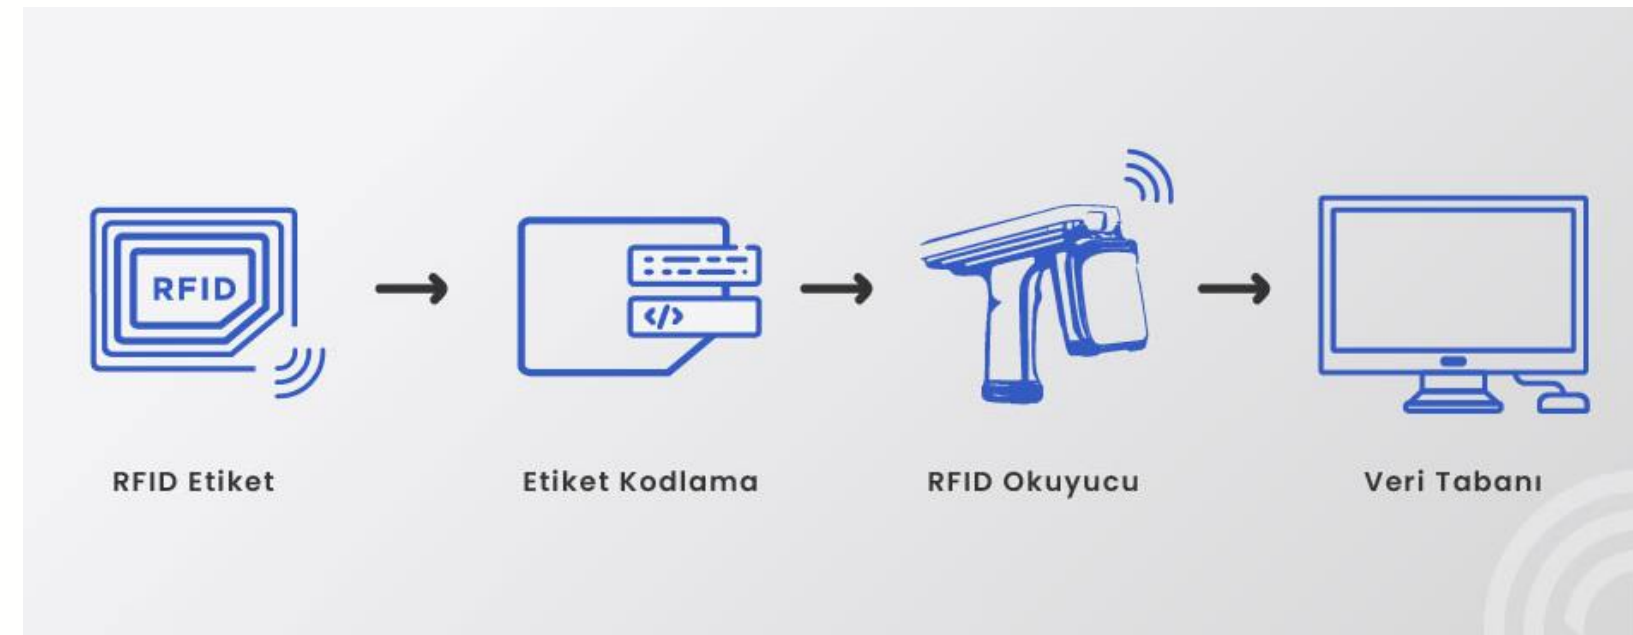 RFID
</>
RFID Etiket
Etiket Kodlama
RFID Okuyucu
Veri Tabanı